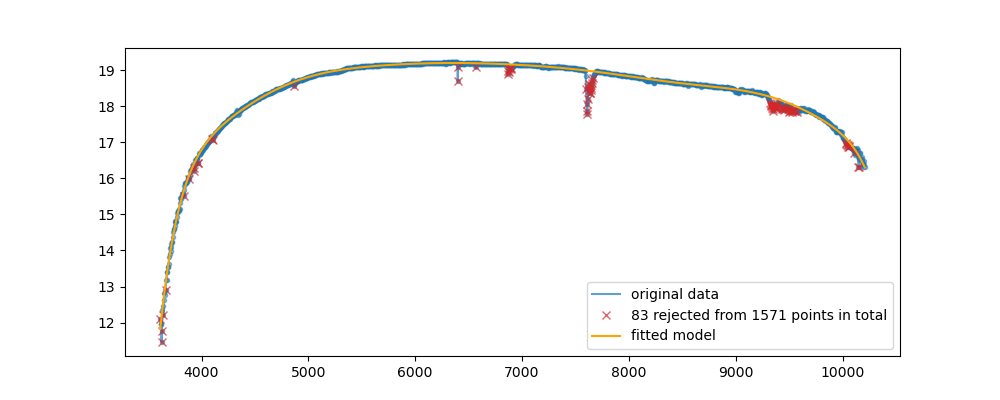 19
18
17
16
15
14
13
12
4000 5000 6000 7000 8000 9000 10000
original data
83 rejected from 1571 points in total
fitted model